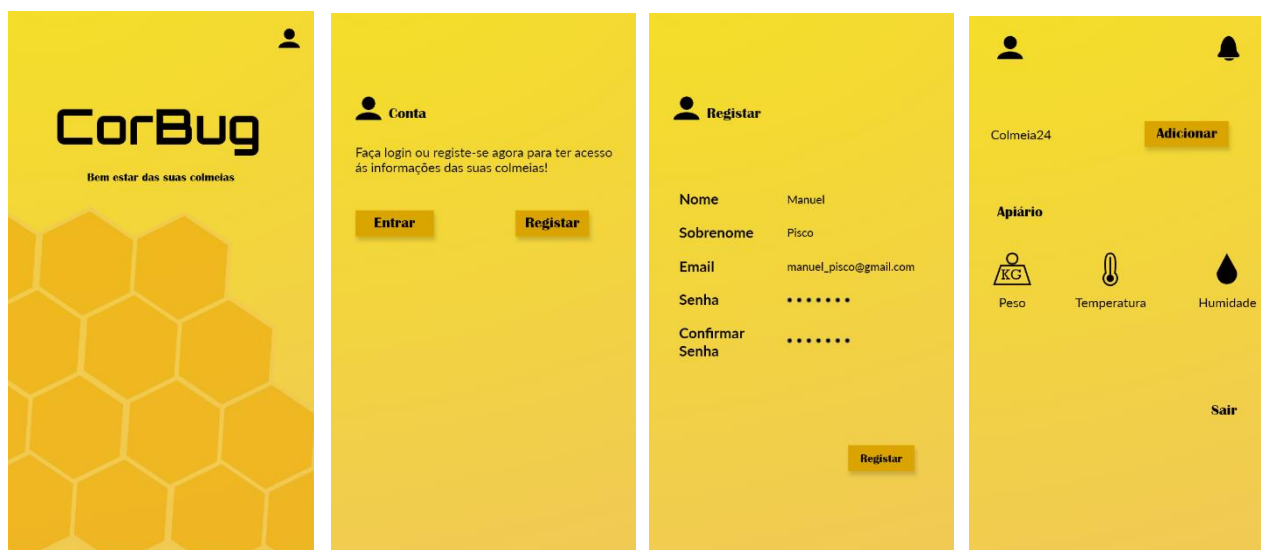 CorBug
Bem estar das suas colmeias
Conta
Faça login ou registe-se agora para ter acesso
ás informações das suas colmeias!
Entrar
Registar
Registar
Nome
Manuel
Sobrenome
Pisco
Email
manuel_pisco@gmail.com
Senha
•••••••
Confirmar
Senha
•••••••
Registar
Colmeia24
Adicionar
Apiário
KG
Peso
Temperatura
Humidade
Sair